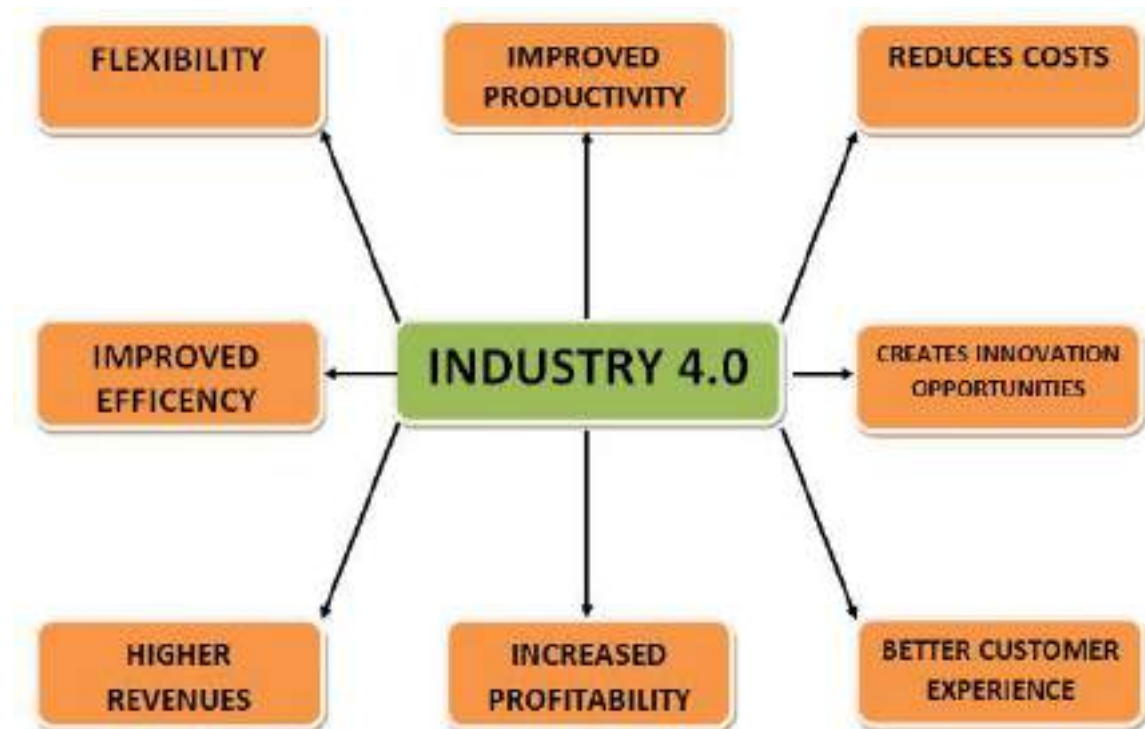 FLEXIBILITY
IMPROVED
PRODUCTIVITY
REDUCES COSTS
IMPROVED
EFFICENCY
INDUSTRY 4.0
CREATES INNOVATION
OPPORTUNITIES
HIGHER
REVENUES
INCREASED
PROFITABILITY
BETTER CUSTOMER
EXPERIENCE